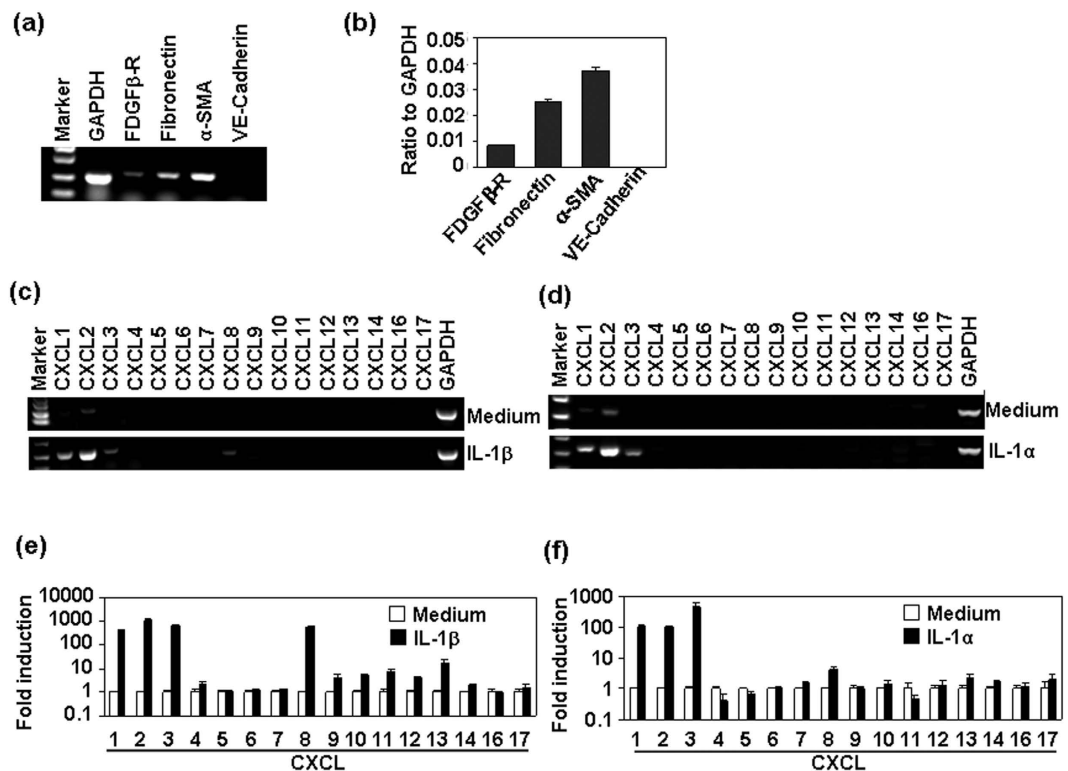 (a)
Marker
GAPDH
FDGFβ-R
Fibronectin
α-SMA
VE-Cadherin
(b)
Ratio to GAPDH
0.05
0.04
0.03
0.02
0.01
0
FDGFβ-R
Fibronectin
α-SMA
VE-Cadherin
(c)
Marker
CXCL1
CXCL2
CXCL3
CXCL4
CXCL5
CXCL6
CXCL7
CXCL8
CXCL9
CXCL10
CXCL11
CXCL12
CXCL13
CXCL14
CXCL16
CXCL17
GAPDH
Medium
IL-1β
(d)
Marker
CXCL1
CXCL2
CXCL3
CXCL4
CXCL5
CXCL6
CXCL7
CXCL8
CXCL9
CXCL10
CXCL11
CXCL12
CXCL13
CXCL14
CXCL16
CXCL17
GAPDH
Medium
IL-1α
(e)
Fold induction
10000
1000
100
10
1
0.1
Medium
IL-1β
1 2 3 4 5 6 7 8 9 10 11 12 13 14 16 17
CXCL
(f)
Fold induction
1000
100
10
1
0.1
Medium
IL-1α
1 2 3 4 5 6 7 8 9 10 11 12 13 14 16 17
CXCL